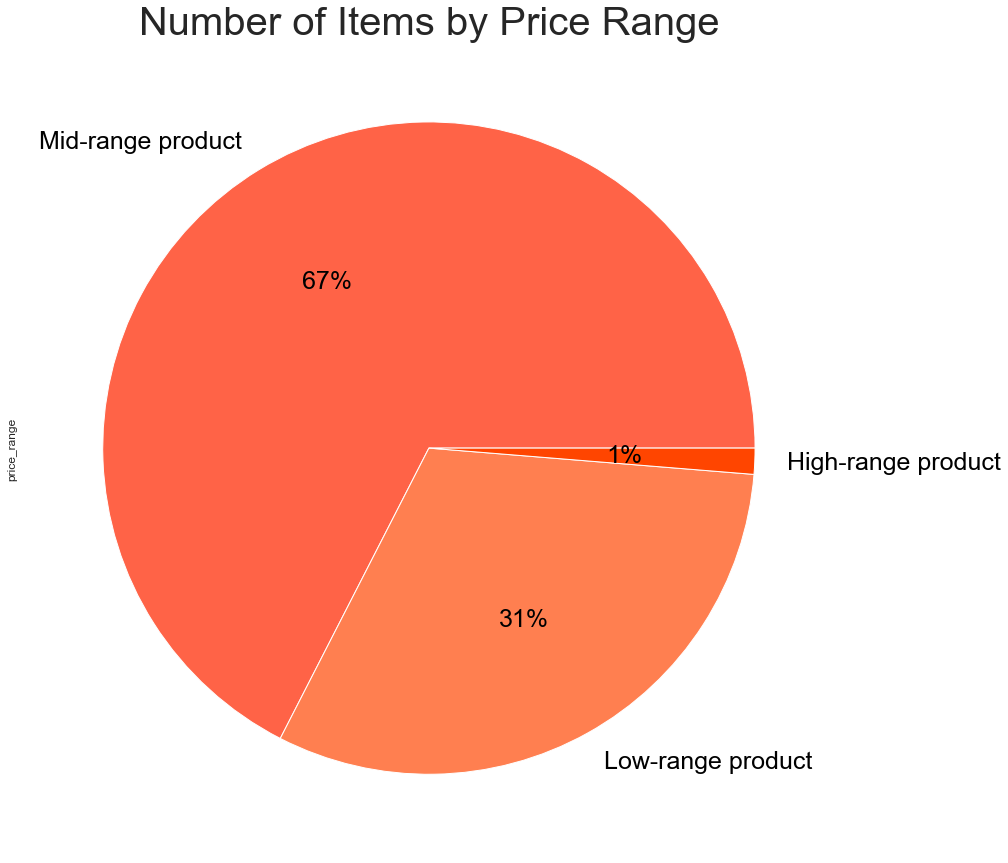 Number of Items by Price Range
Mid-range product
67%
price_range
1%
High-range product
31%
Low-range product